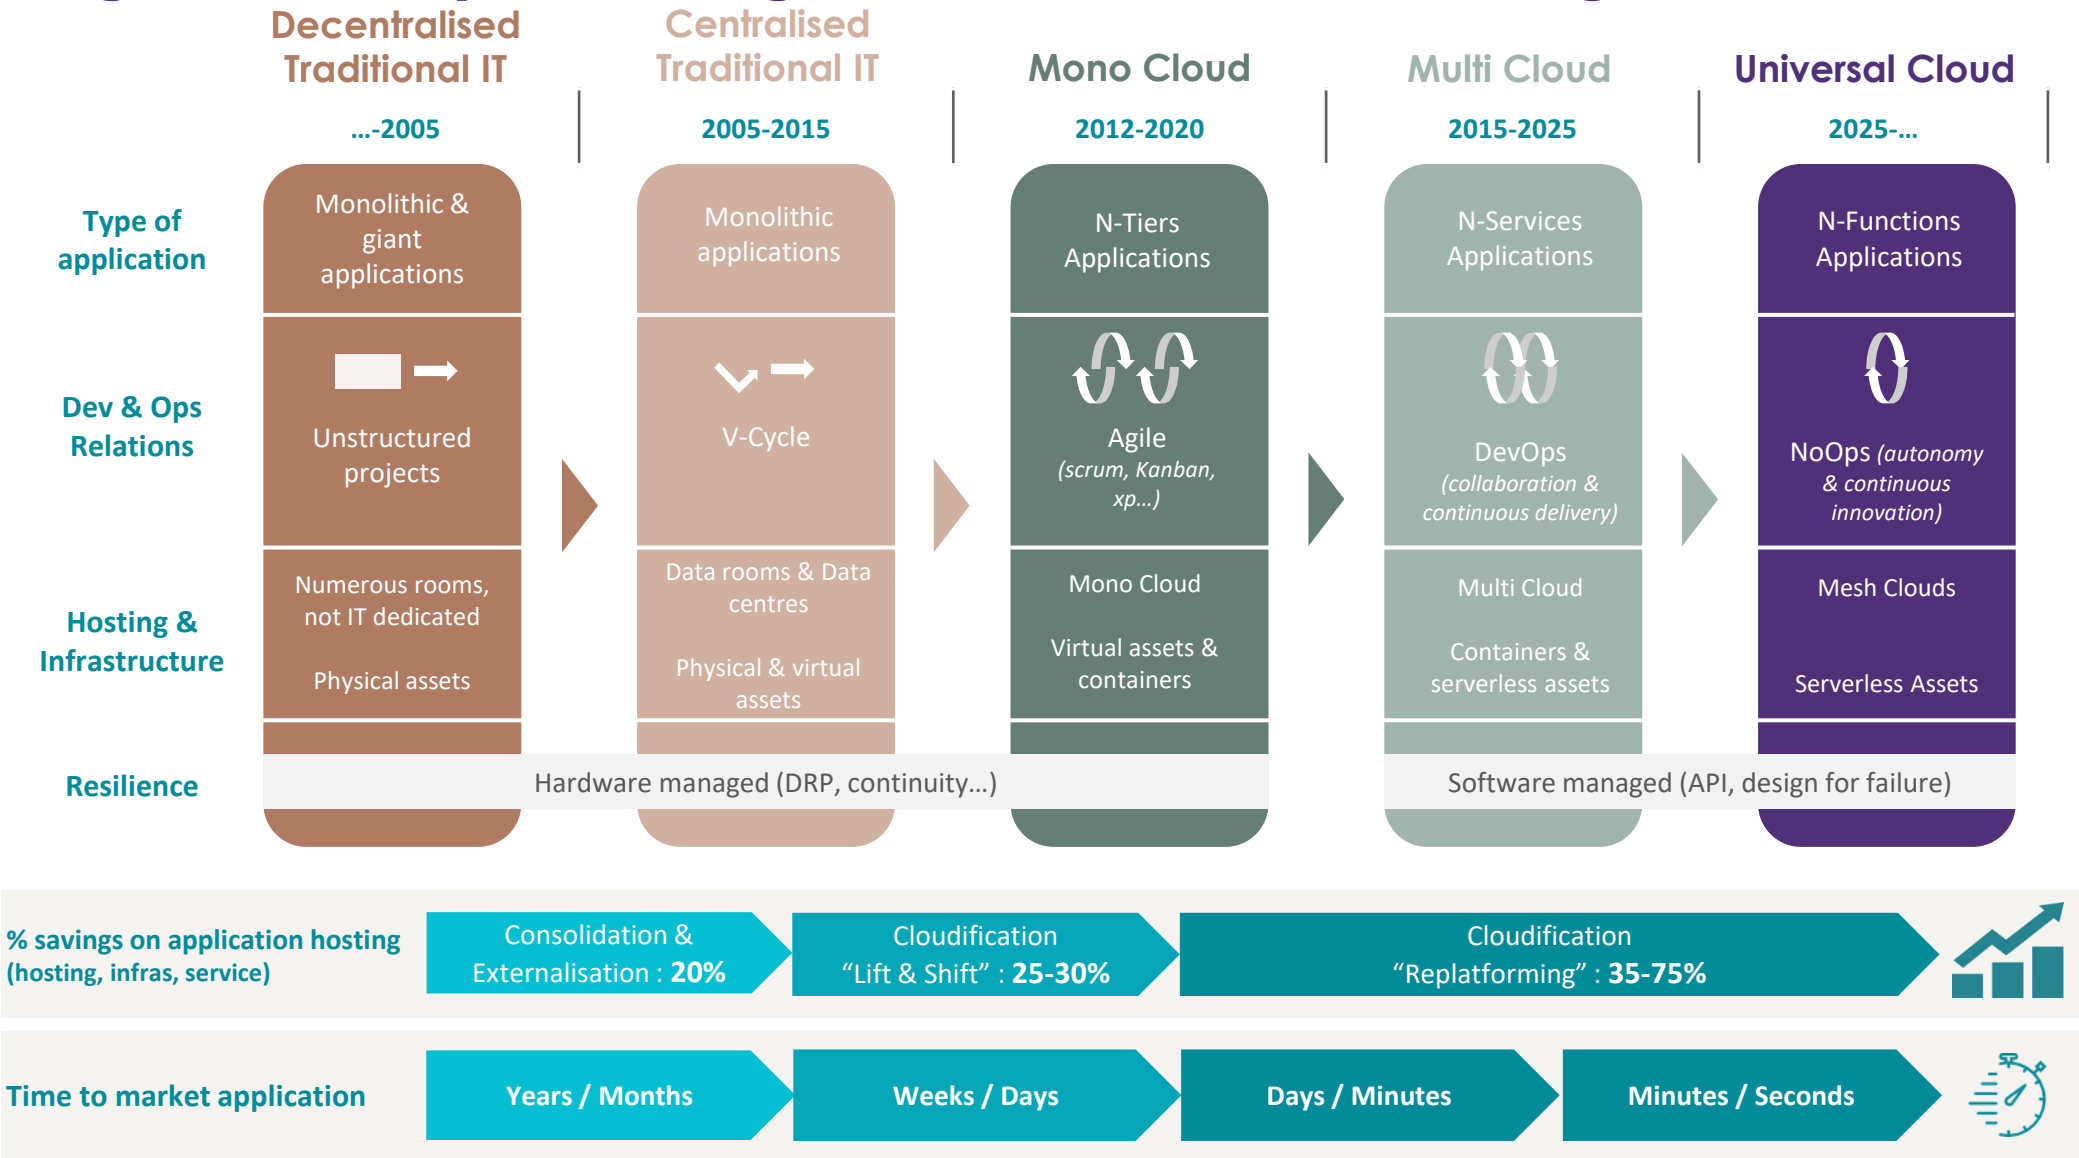 Decentralised
Traditional IT
Centralised
Traditional IT
Mono Cloud
Multi Cloud
Universal Cloud
...-2005
2005-2015
2012-2020
2015-2025
2025-...
Type of
application
Monolithic &
giant
applications
Monolithic
applications
N-Tiers
Applications
N-Services
Applications
N-Functions
Applications
Dev & Ops
Relations
Unstructured
projects
V-Cycle
Agile
(scrum, Kanban,
xp...)
DevOps
(collaboration &
continuous delivery)
NoOps (autonomy
& continuous
innovation)
Hosting &
Infrastructure
Numerous rooms,
not IT dedicated
Physical assets
Data rooms & Data
centres
Physical & virtual
assets
Mono Cloud
Virtual assets &
containers
Multi Cloud
Containers &
serverless assets
Mesh Clouds
Serverless Assets
Resilience
Hardware managed (DRP, continuity...)
Software managed (API, design for failure)
% savings on application hosting
(hosting, infras, service)
Consolidation &
Externalisation : 20%
Cloudification
“Lift & Shift” : 25-30%
Cloudification
“Replatforming” : 35-75%
Time to market application
Years / Months
Weeks / Days
Days / Minutes
Minutes / Seconds